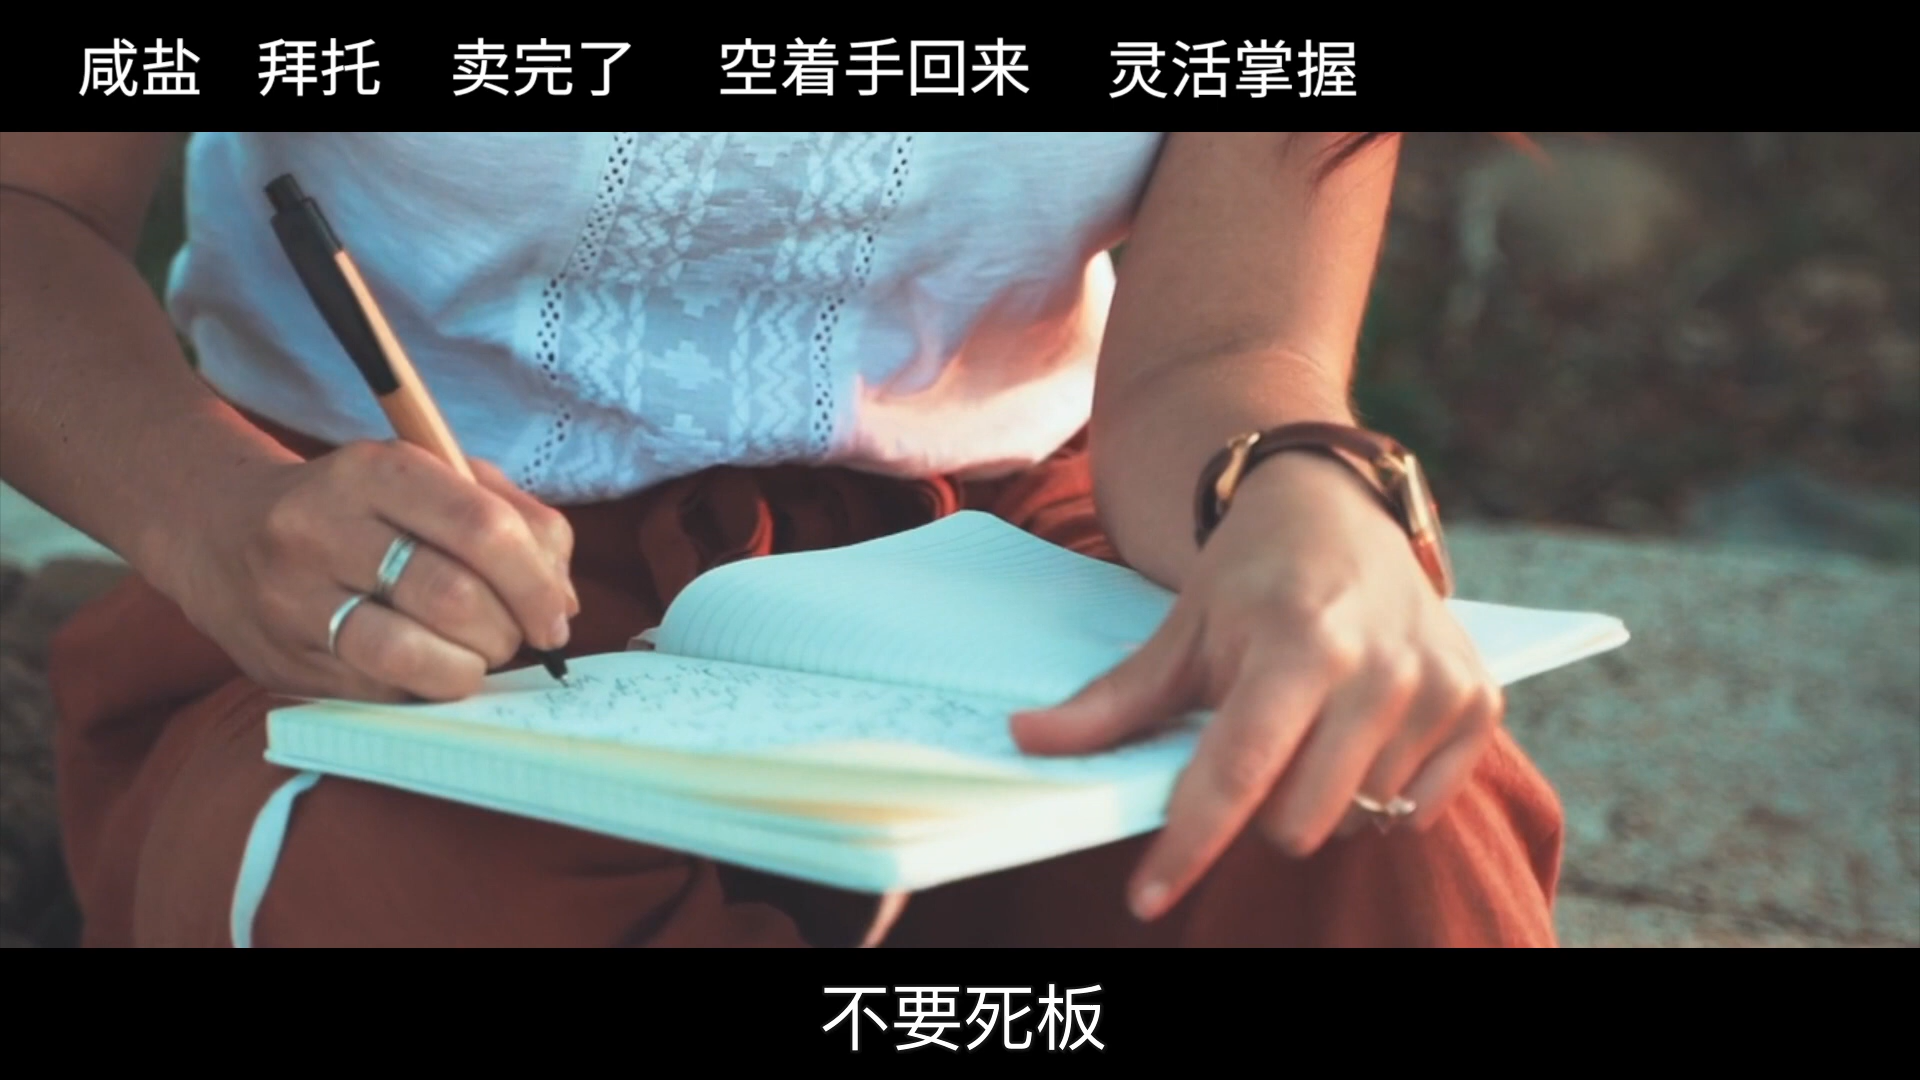 咸盐 拜托 卖完了 空着手回来 灵活掌握
不要死板